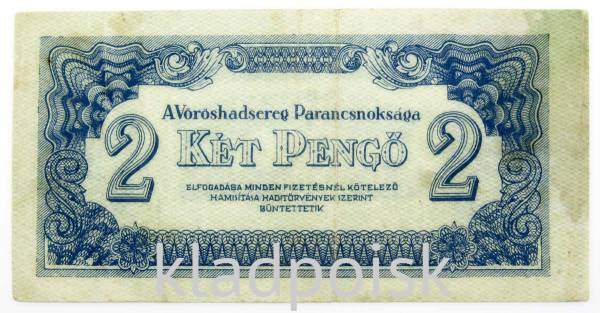 A Vöröshadsereg Parancsnoksága
2 KÉT PENGŐ 2
ELFOGADÁSA MINDEN FIZETÉSNÉL KÖTELEZŐ
HAMISÍTÁSA HADITÖRVÉNYEK SZERINT
BÜNTETTETIK
kladpoisk